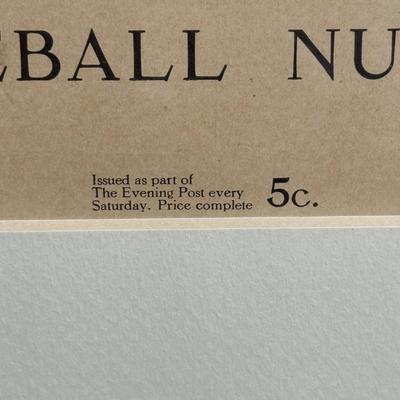 EBALL NU
Issued as part of
The Evening Post every
Saturday. Price complete 5c.